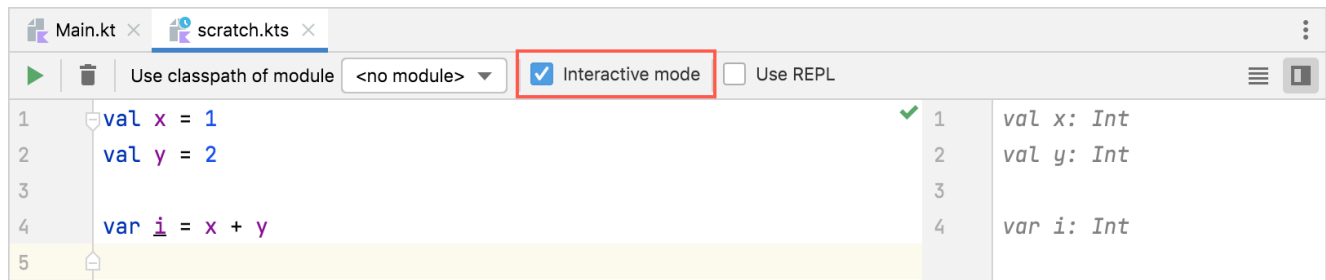 Main.kt scratch.kts
Use classpath of module <no module> Interactive mode Use REPL
1 val x = 1 1 val x: Int
2 val y = 2 2 val y: Int
3 3
4 var i = x + y 4 var i: Int
5